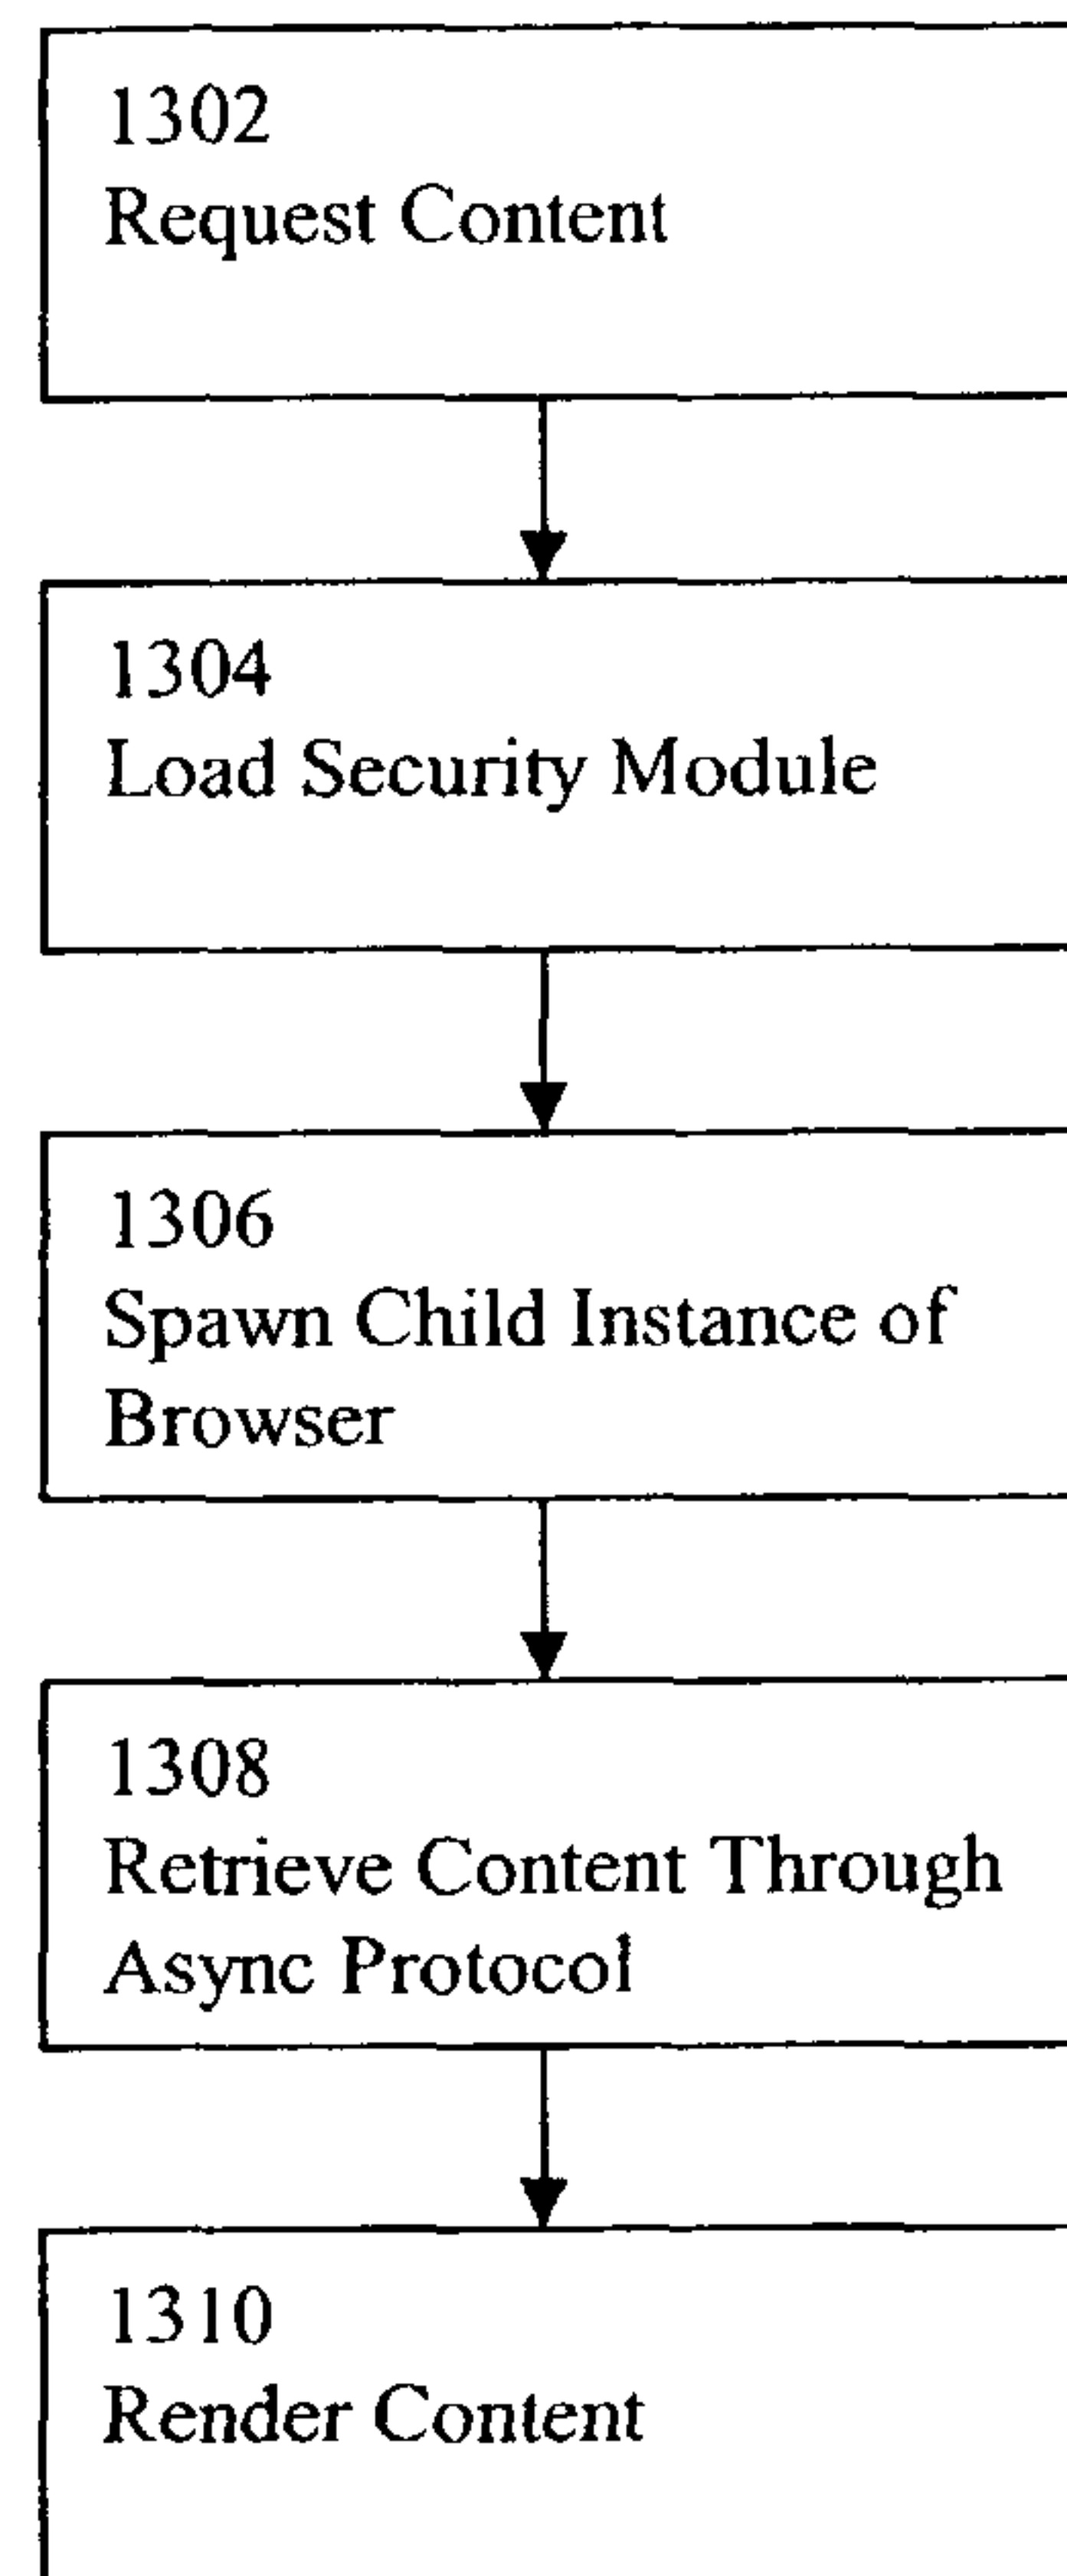 1302
Request Content
1304
Load Security Module
1306
Spawn Child Instance of
Browser
1308
Retrieve Content Through
Async Protocol
1310
Render Content